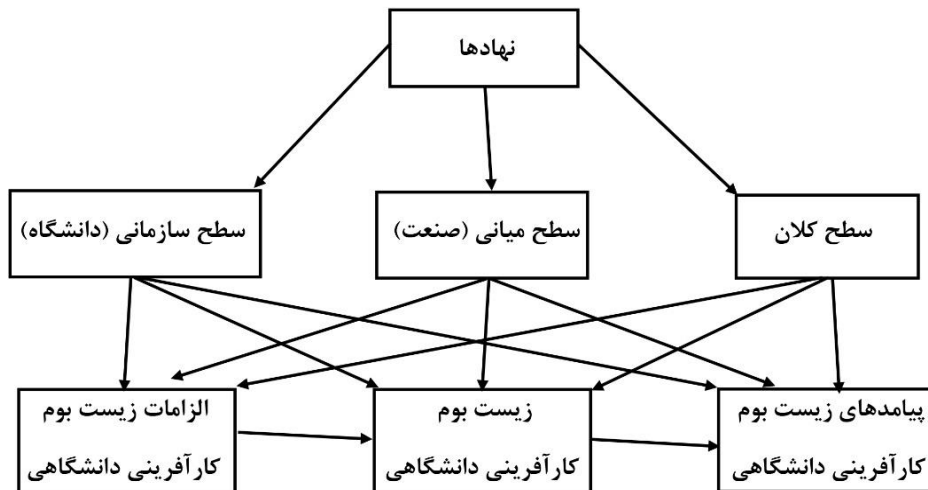 نهادها
سطح کلان
سطح میانی (صنعت)
سطح سازمانی (دانشگاه)
پیامدهای زیست بوم
کارآفرینی دانشگاهی
زیست بوم
کارآفرینی دانشگاهی
الزامات زیست بوم
کارآفرینی دانشگاهی